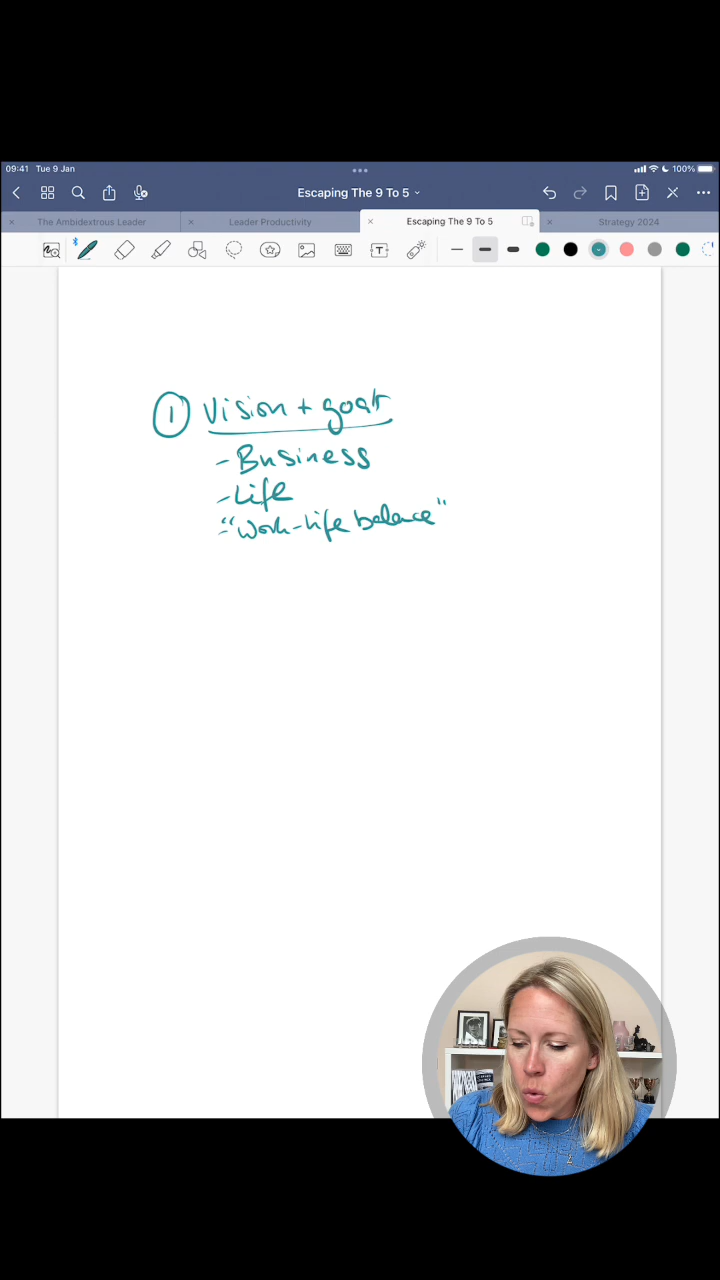 09:41 Tue 9 Jan
100%
Escaping The 9 To 5
The Ambidextrous Leader
Leader Productivity
Escaping The 9 To 5
Strategy 2024
T
1 Vision + goals
- Business
- Life
- "Work-life balance"